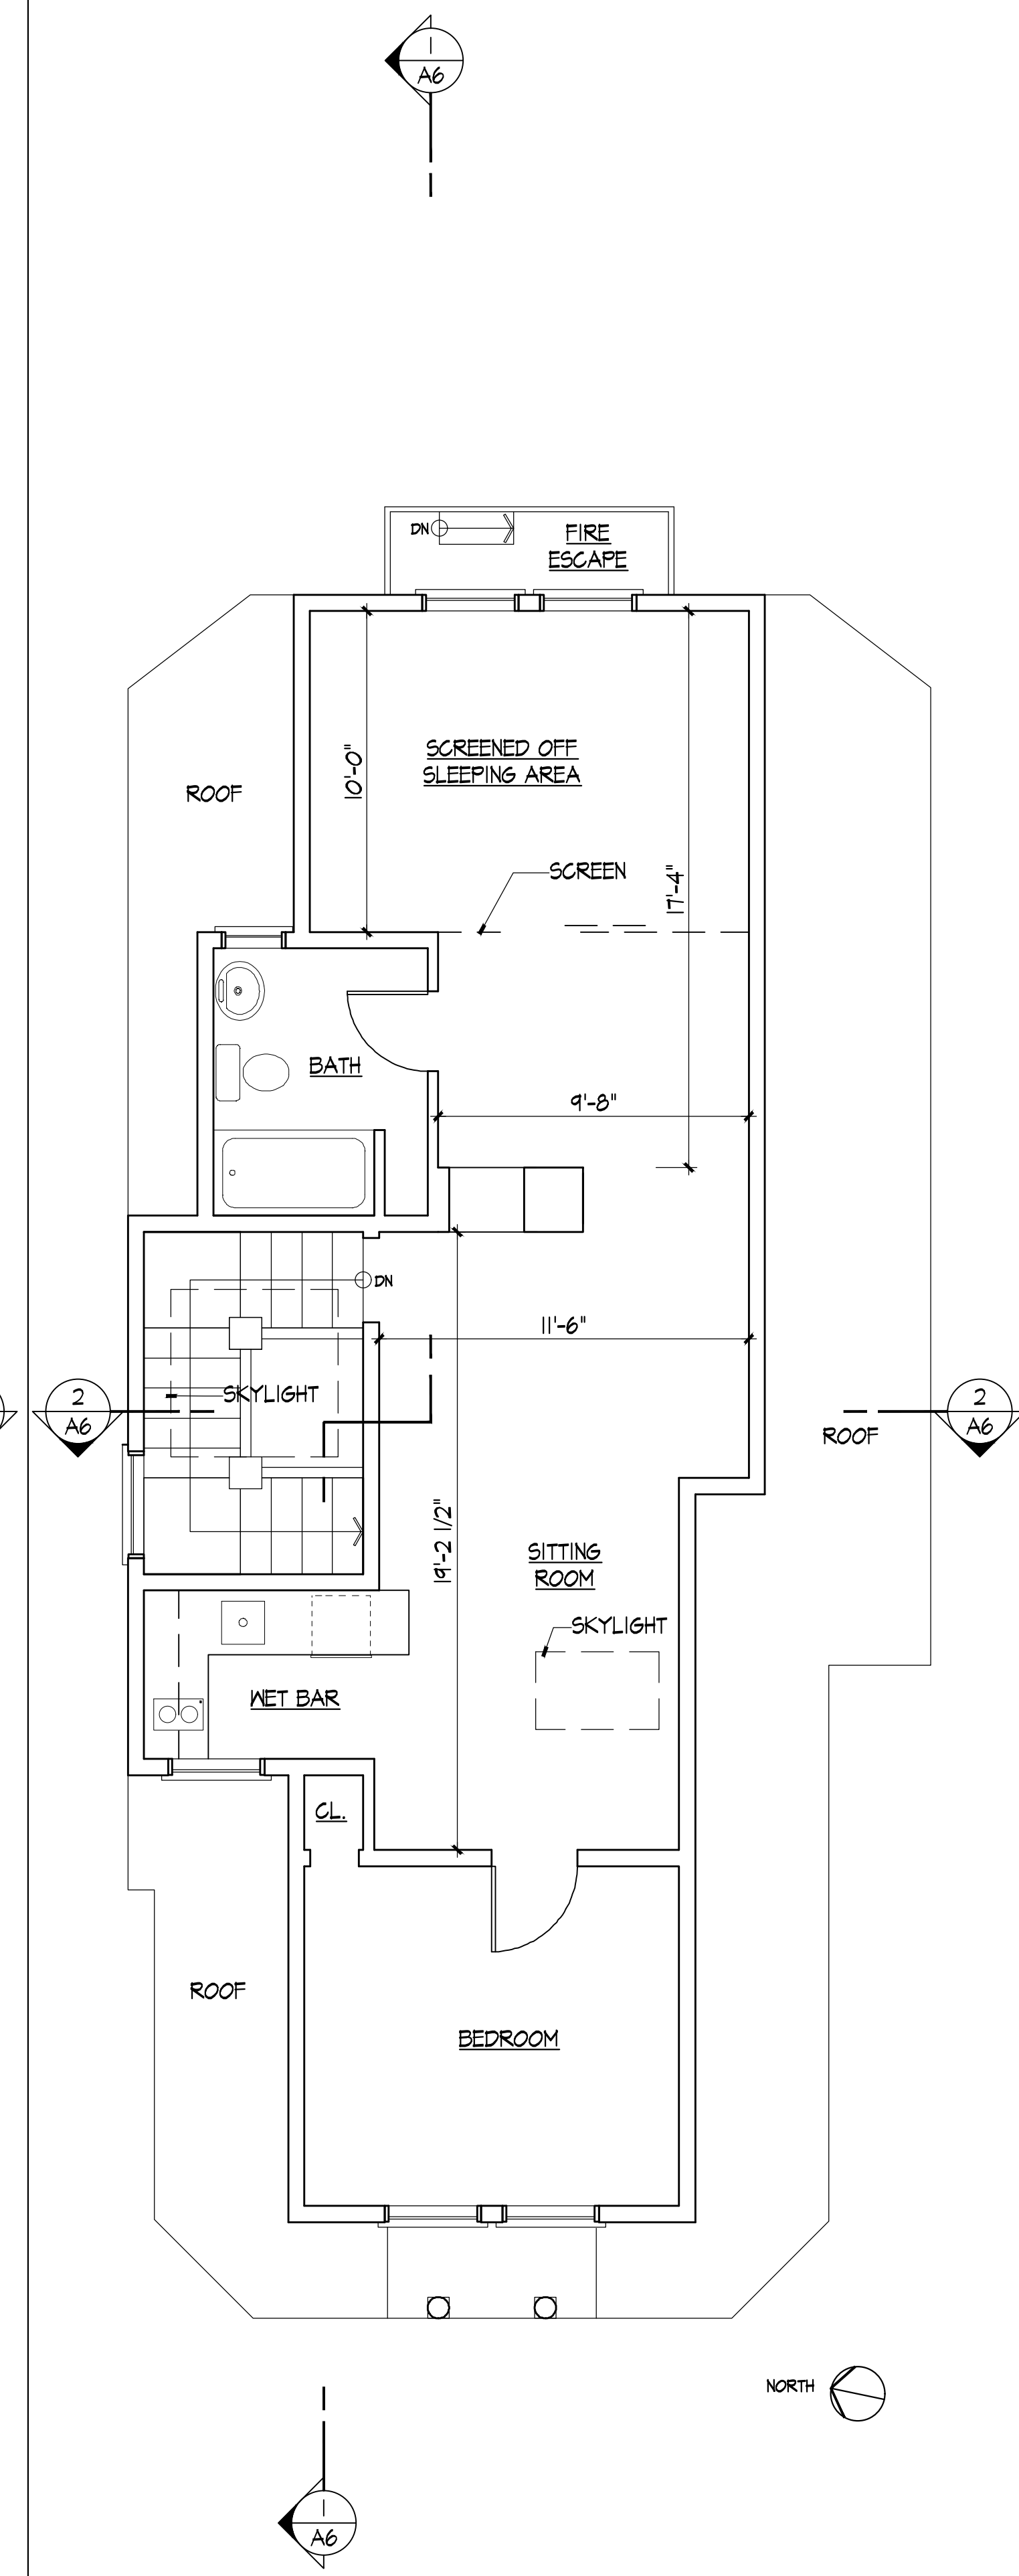 A6
DN
FIRE
ESCAPE
SCREENED OFF
SLEEPING AREA
10'-0"
ROOF
SCREEN
17'-4"
BATH
9'-8"
DN
11'-6"
SKYLIGHT
2
A6
2
A6
ROOF
19'-2 1/2"
SITTING
ROOM
SKYLIGHT
WET BAR
CL.
ROOF
BEDROOM
NORTH
A6